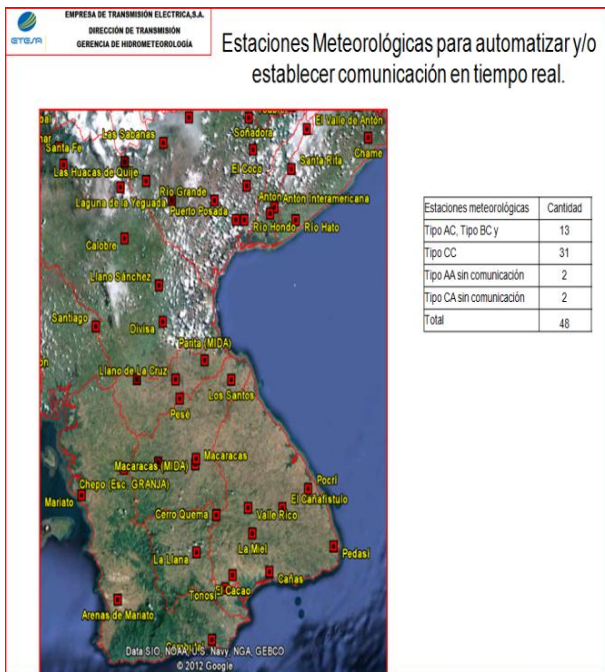 ETESA
EMPRESA DE TRANSMISIÓN ELECTRICA,S.A.
DIRECCIÓN DE TRANSMISIÓN
GERENCIA DE HIDROMETEOROLOGÍA
Estaciones Meteorológicas para automatizar y/o
establecer comunicación en tiempo real.
El Valle de Antón
Las Sabanas
Soñadora
Chame
Santa Fe
El Coco
Santa Rita
Las Huacas de Quije
Río Grande
Laguna de la Yeguada
Antón
Antón Interamericana
Puerto Posada
Río Hondo
Río Hato
Calobre
Llano Sánchez
Santiago
Divisa
Parita (MIDA)
Llano de La Cruz
Los Santos
Pesé
Macaracas
Macaracas (MIDA)
Chepo (Esc. GRANJA)
Mariato
Pocrí
El Cañafístulo
Cerro Quema
Valle Rico
La Miel
Pedasí
La Llana
Cañas
El Cacao
Tonosí
Arenas de Mariato
Data SIO, NOAA, U.S. Navy, NGA, GEBCO
© 2012 Google
Estaciones meteorológicas Cantidad
Tipo AC, Tipo BC y 13
Tipo CC 31
Tipo AA sin comunicación 2
Tipo CA sin comunicación 2
Total 48